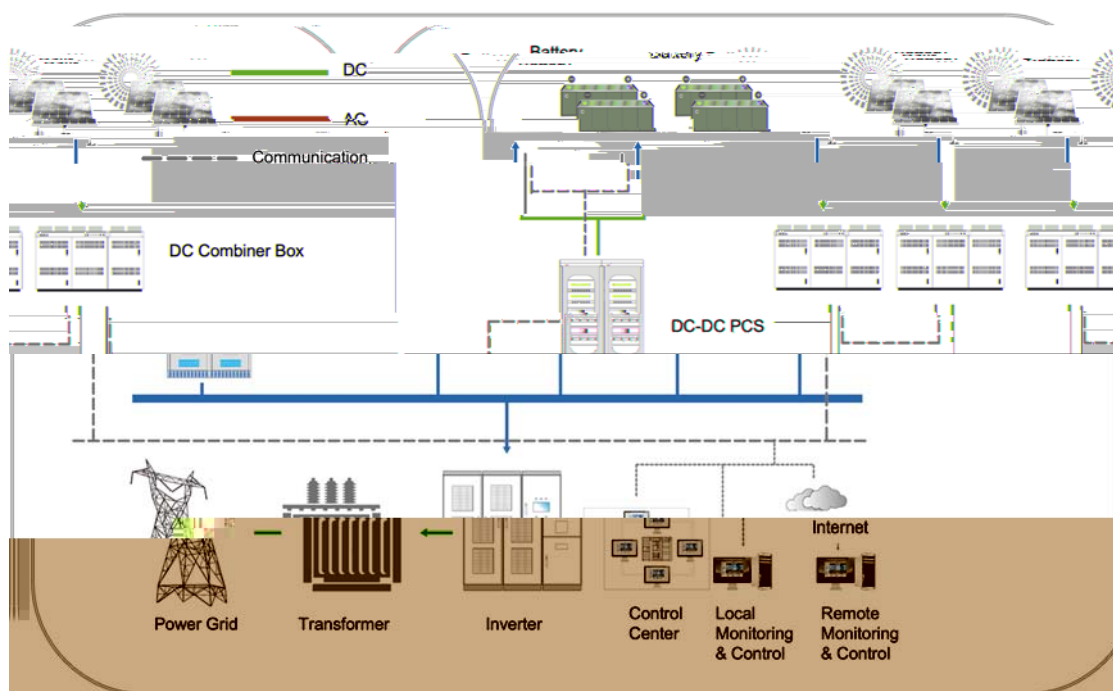 DC
Battery
AC
Communication
DC Combiner Box
DC-DC PCS
Internet
Power Grid
Transformer
Inverter
Control
Center
Local
Monitoring
& Control
Remote
Monitoring
& Control